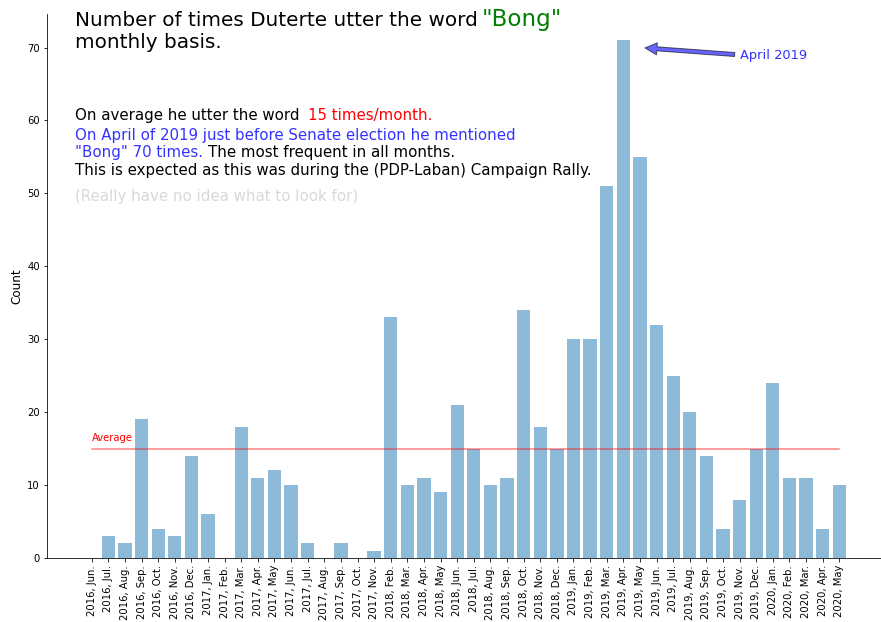 Number of times Duterte utter the word "Bong"
monthly basis.
April 2019
On average he utter the word 15 times/month.
On April of 2019 just before Senate election he mentioned
"Bong" 70 times. The most frequent in all months.
This is expected as this was during the (PDP-Laban) Campaign Rally.
(Really have no idea what to look for)
Count
70
60
50
40
30
20
10
0
Average
2016, Jun.
2016, Jul.
2016, Aug.
2016, Sep.
2016, Oct.
2016, Nov.
2016, Dec.
2017, Jan.
2017, Feb.
2017, Mar.
2017, Apr.
2017, May
2017, Jun.
2017, Jul.
2017, Aug.
2017, Sep.
2017, Oct.
2017, Nov.
2018, Feb.
2018, Mar.
2018, Apr.
2018, May
2018, Jun.
2018, Jul.
2018, Aug.
2018, Sep.
2018, Oct.
2018, Nov.
2018, Dec.
2019, Jan.
2019, Feb.
2019, Mar.
2019, Apr.
2019, May
2019, Jun.
2019, Jul.
2019, Aug.
2019, Sep.
2019, Oct.
2019, Nov.
2019, Dec.
2020, Jan.
2020, Feb.
2020, Mar.
2020, Apr.
2020, May